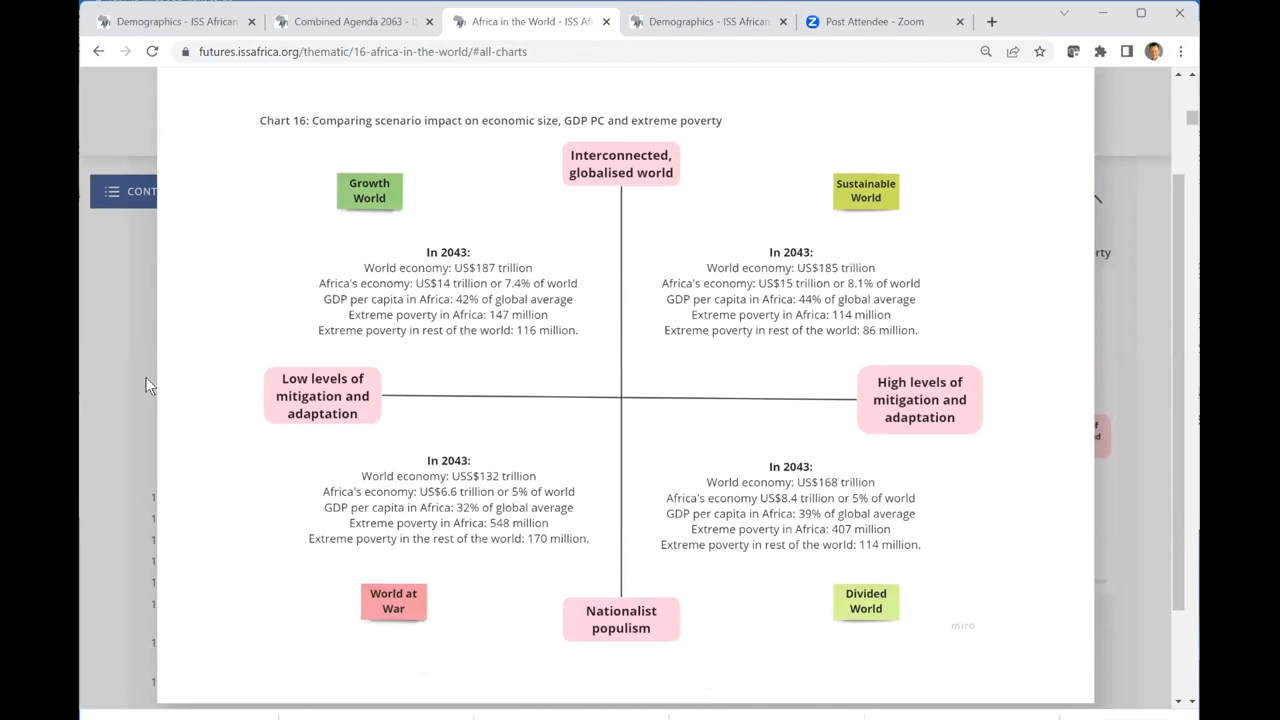 Demographics - ISS African
Combined Agenda 2063 - IS
Africa in the World - ISS Af
Demographics - ISS African
Post Attendee - Zoom
futures.issafrica.org/thematic/16-africa-in-the-world/#all-charts
Chart 16: Comparing scenario impact on economic size, GDP PC and extreme poverty
CONT
Interconnected,
globalised world
Growth
World
Sustainable
World
In 2043:
World economy: US$187 trillion
Africa's economy: US$14 trillion or 7.4% of world
GDP per capita in Africa: 42% of global average
Extreme poverty in Africa: 147 million
Extreme poverty in rest of the world: 116 million.
In 2043:
World economy: US$185 trillion
Africa's economy: US$15 trillion or 8.1% of world
GDP per capita in Africa: 44% of global average
Extreme poverty in Africa: 114 million
Extreme poverty in rest of the world: 86 million.
rty
Low levels of
mitigation and
adaptation
High levels of
mitigation and
adaptation
In 2043:
World economy: USS$132 trillion
Africa's economy: US$6.6 trillion or 5% of world
GDP per capita in Africa: 32% of global average
Extreme poverty in Africa: 548 million
Extreme poverty in the rest of the world: 170 million.
In 2043:
World economy: US$168 trillion
Africa's economy US$8.4 trillion or 5% of world
GDP per capita in Africa: 39% of global average
Extreme poverty in Africa: 407 million
Extreme poverty in rest of the world: 114 million.
World at
War
Nationalist
populism
Divided
World
miro